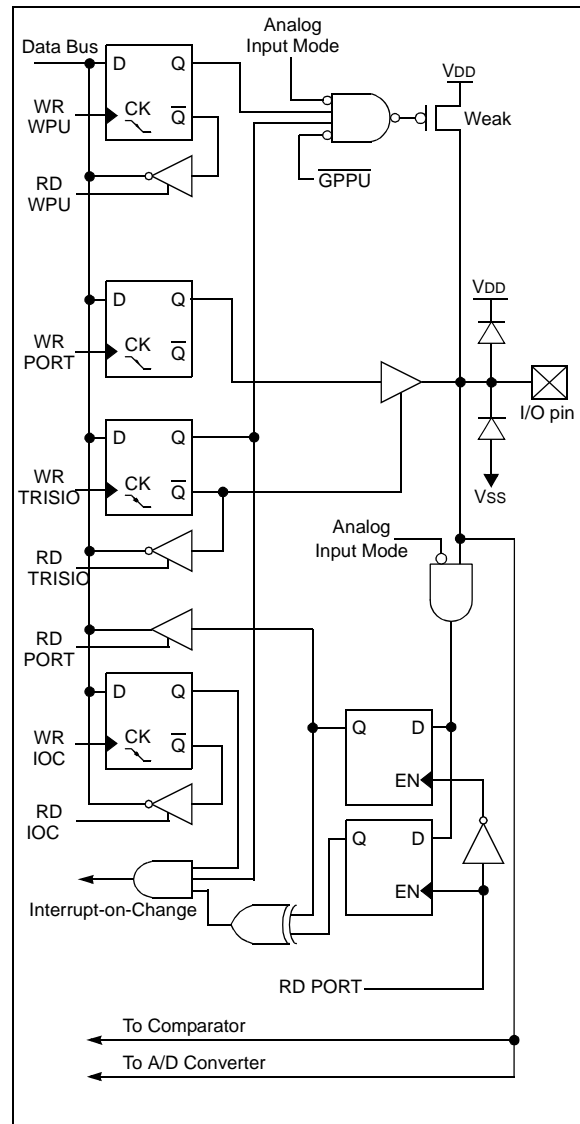 Analog
Input Mode
Data Bus
D Q
VDD
WR
WPU
CK
Q̅
Weak
RD
WPU
G̅P̅P̅U̅
D Q
VDD
WR
PORT
CK
Q̅
I/O pin
D Q
WR
TRISIO
CK
Q̅
VSS
Analog
Input Mode
RD
TRISIO
RD
PORT
D Q
Q D
WR
IOC
CK
Q̅
EN
RD
IOC
Q D
Interrupt-on-Change
EN
RD PORT
To Comparator
To A/D Converter